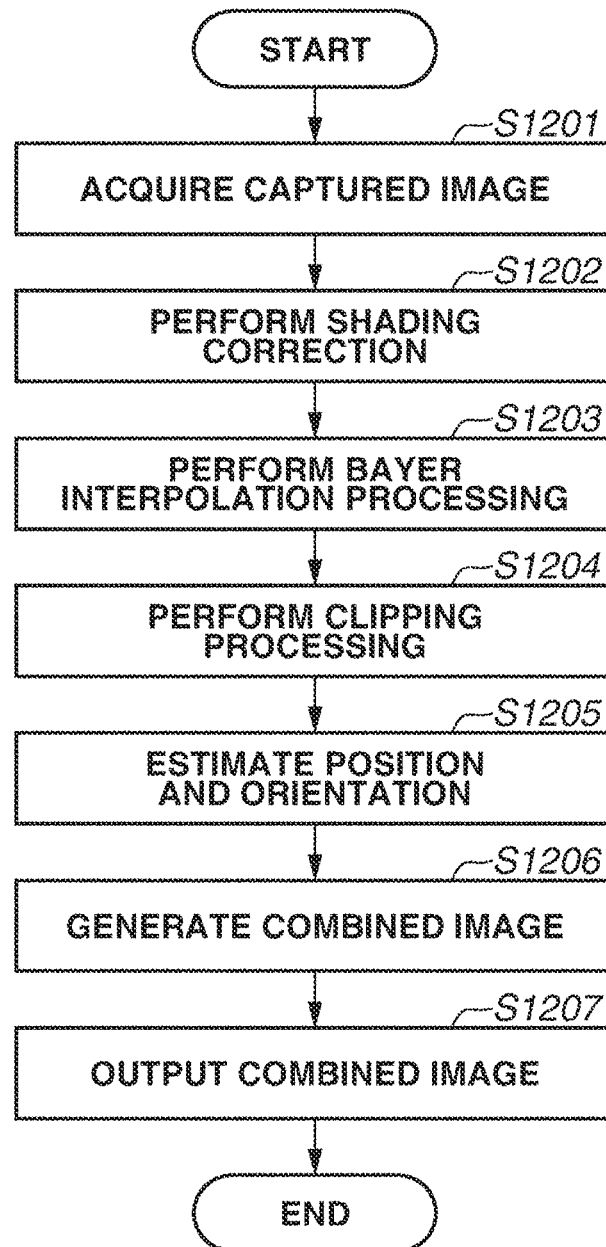 START
S1201
ACQUIRE CAPTURED IMAGE
S1202
PERFORM SHADING
CORRECTION
S1203
PERFORM BAYER
INTERPOLATION PROCESSING
S1204
PERFORM CLIPPING
PROCESSING
S1205
ESTIMATE POSITION
AND ORIENTATION
S1206
GENERATE COMBINED IMAGE
S1207
OUTPUT COMBINED IMAGE
END